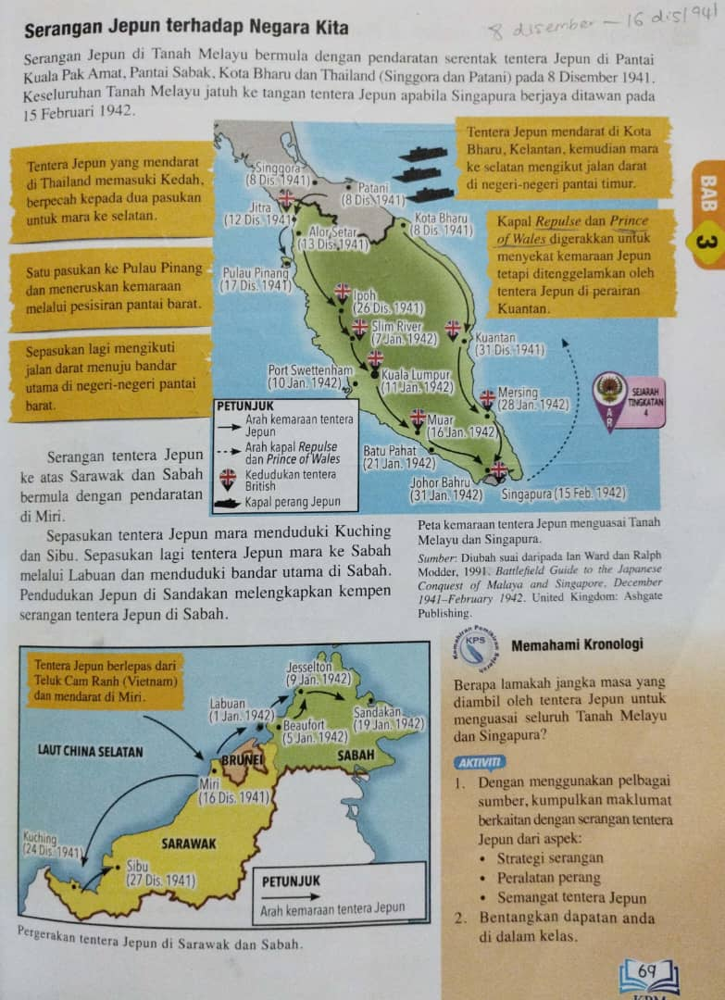 Serangan Jepun terhadap Negara Kita
8 disember – 16 dis1941
Serangan Jepun di Tanah Melayu bermula dengan pendaratan serentak tentera Jepun di Pantai
Kuala Pak Amat, Pantai Sabak, Kota Bharu dan Thailand (Singgora dan Patani) pada 8 Disember 1941.
Keseluruhan Tanah Melayu jatuh ke tangan tentera Jepun apabila Singapura berjaya ditawan pada
15 Februari 1942.
Tentera Jepun yang mendarat
di Thailand memasuki Kedah,
berpecah kepada dua pasukan
untuk mara ke selatan.
Satu pasukan ke Pulau Pinang
dan meneruskan kemaraan
melalui pesisiran pantai barat.
Sepasukan lagi mengikuti
jalan darat menuju bandar
utama di negeri-negeri pantai
barat.
Tentera Jepun mendarat di Kota
Bharu, Kelantan, kemudian mara
ke selatan mengikut jalan darat
di negeri-negeri pantai timur.
Kapal Repulse dan Prince
of Wales digerakkan untuk
menyekat kemaraan Jepun
tetapi ditenggelamkan oleh
tentera Jepun di perairan
Kuantan.
BAB
3
Singgora
(8 Dis. 1941)
Patani
(8 Dis. 1941)
Jitra
(12 Dis. 1941)
Alor Setar
(13 Dis. 1941)
Kota Bharu
(8 Dis. 1941)
Pulau Pinang
(17 Dis. 1941)
Ipoh
(26 Dis. 1941)
Slim River
(7 Jan. 1942)
Kuantan
(31 Dis. 1941)
Port Swettenham
(10 Jan. 1942)
Kuala Lumpur
(11 Jan. 1942)
Mersing
(28 Jan. 1942)
Muar
(16 Jan. 1942)
Batu Pahat
(21 Jan. 1942)
Johor Bahru
(31 Jan. 1942)
Singapura (15 Feb. 1942)
AR
SEJARAH
TINGKATAN
4
PETUNJUK
Arah kemaraan tentera
Jepun
Arah kapal Repulse
dan Prince of Wales
Kedudukan tentera
British
Kapal perang Jepun
Peta kemaraan tentera Jepun menguasai Tanah
Melayu dan Singapura.
Sumber: Diubah suai daripada Ian Ward dan Ralph
Modder, 1991. Battlefield Guide to the Japanese
Conquest of Malaya and Singapore, December
1941–February 1942. United Kingdom: Ashgate
Publishing.
Serangan tentera Jepun
ke atas Sarawak dan Sabah
bermula dengan pendaratan
di Miri.
Sepasukan tentera Jepun mara menduduki Kuching
dan Sibu. Sepasukan lagi tentera Jepun mara ke Sabah
melalui Labuan dan menduduki bandar utama di Sabah.
Pendudukan Jepun di Sandakan melengkapkan kempen
serangan tentera Jepun di Sabah.
Tentera Jepun berlepas dari
Teluk Cam Ranh (Vietnam)
dan mendarat di Miri.
Jesselton
(9 Jan. 1942)
Labuan
(1 Jan. 1942)
Sandakan
(19 Jan. 1942)
Beaufort
(5 Jan. 1942)
LAUT CHINA SELATAN
BRUNEI
SABAH
Miri
(16 Dis. 1941)
Kuching
(24 Dis. 1941)
SARAWAK
Sibu
(27 Dis. 1941)
PETUNJUK
Arah kemaraan tentera Jepun
Pergerakan tentera Jepun di Sarawak dan Sabah.
Kemahiran Pemikiran Sejarah
KPS
Memahami Kronologi
Berapa lamakah jangka masa yang
diambil oleh tentera Jepun untuk
menguasai seluruh Tanah Melayu
dan Singapura?
AKTIVITI
1. Dengan menggunakan pelbagai
sumber, kumpulkan maklumat
berkaitan dengan serangan tentera
Jepun dari aspek:
• Strategi serangan
• Peralatan perang
• Semangat tentera Jepun
2. Bentangkan dapatan anda
di dalam kelas.
69
KPM